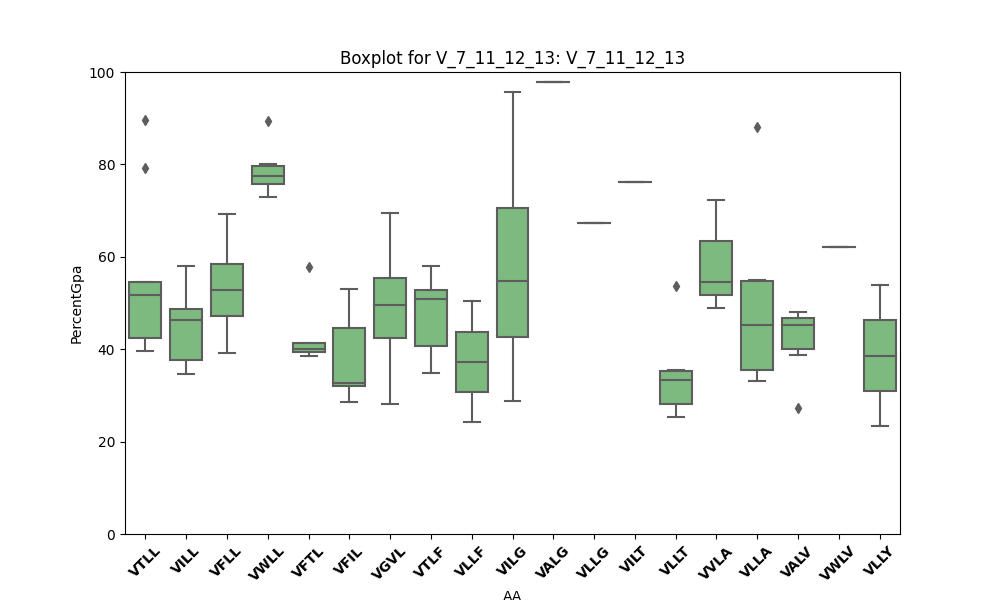 Boxplot for V_7_11_12_13: V_7_11_12_13
PercentGpa
100
80
60
40
20
0
VTLL VILL VFLL VWLL VFTL VFIL VGVL VTLF VLLF VILG VALG VLLG VILT VLLT VVLA VLLA VALV VWLV VLLY
AA